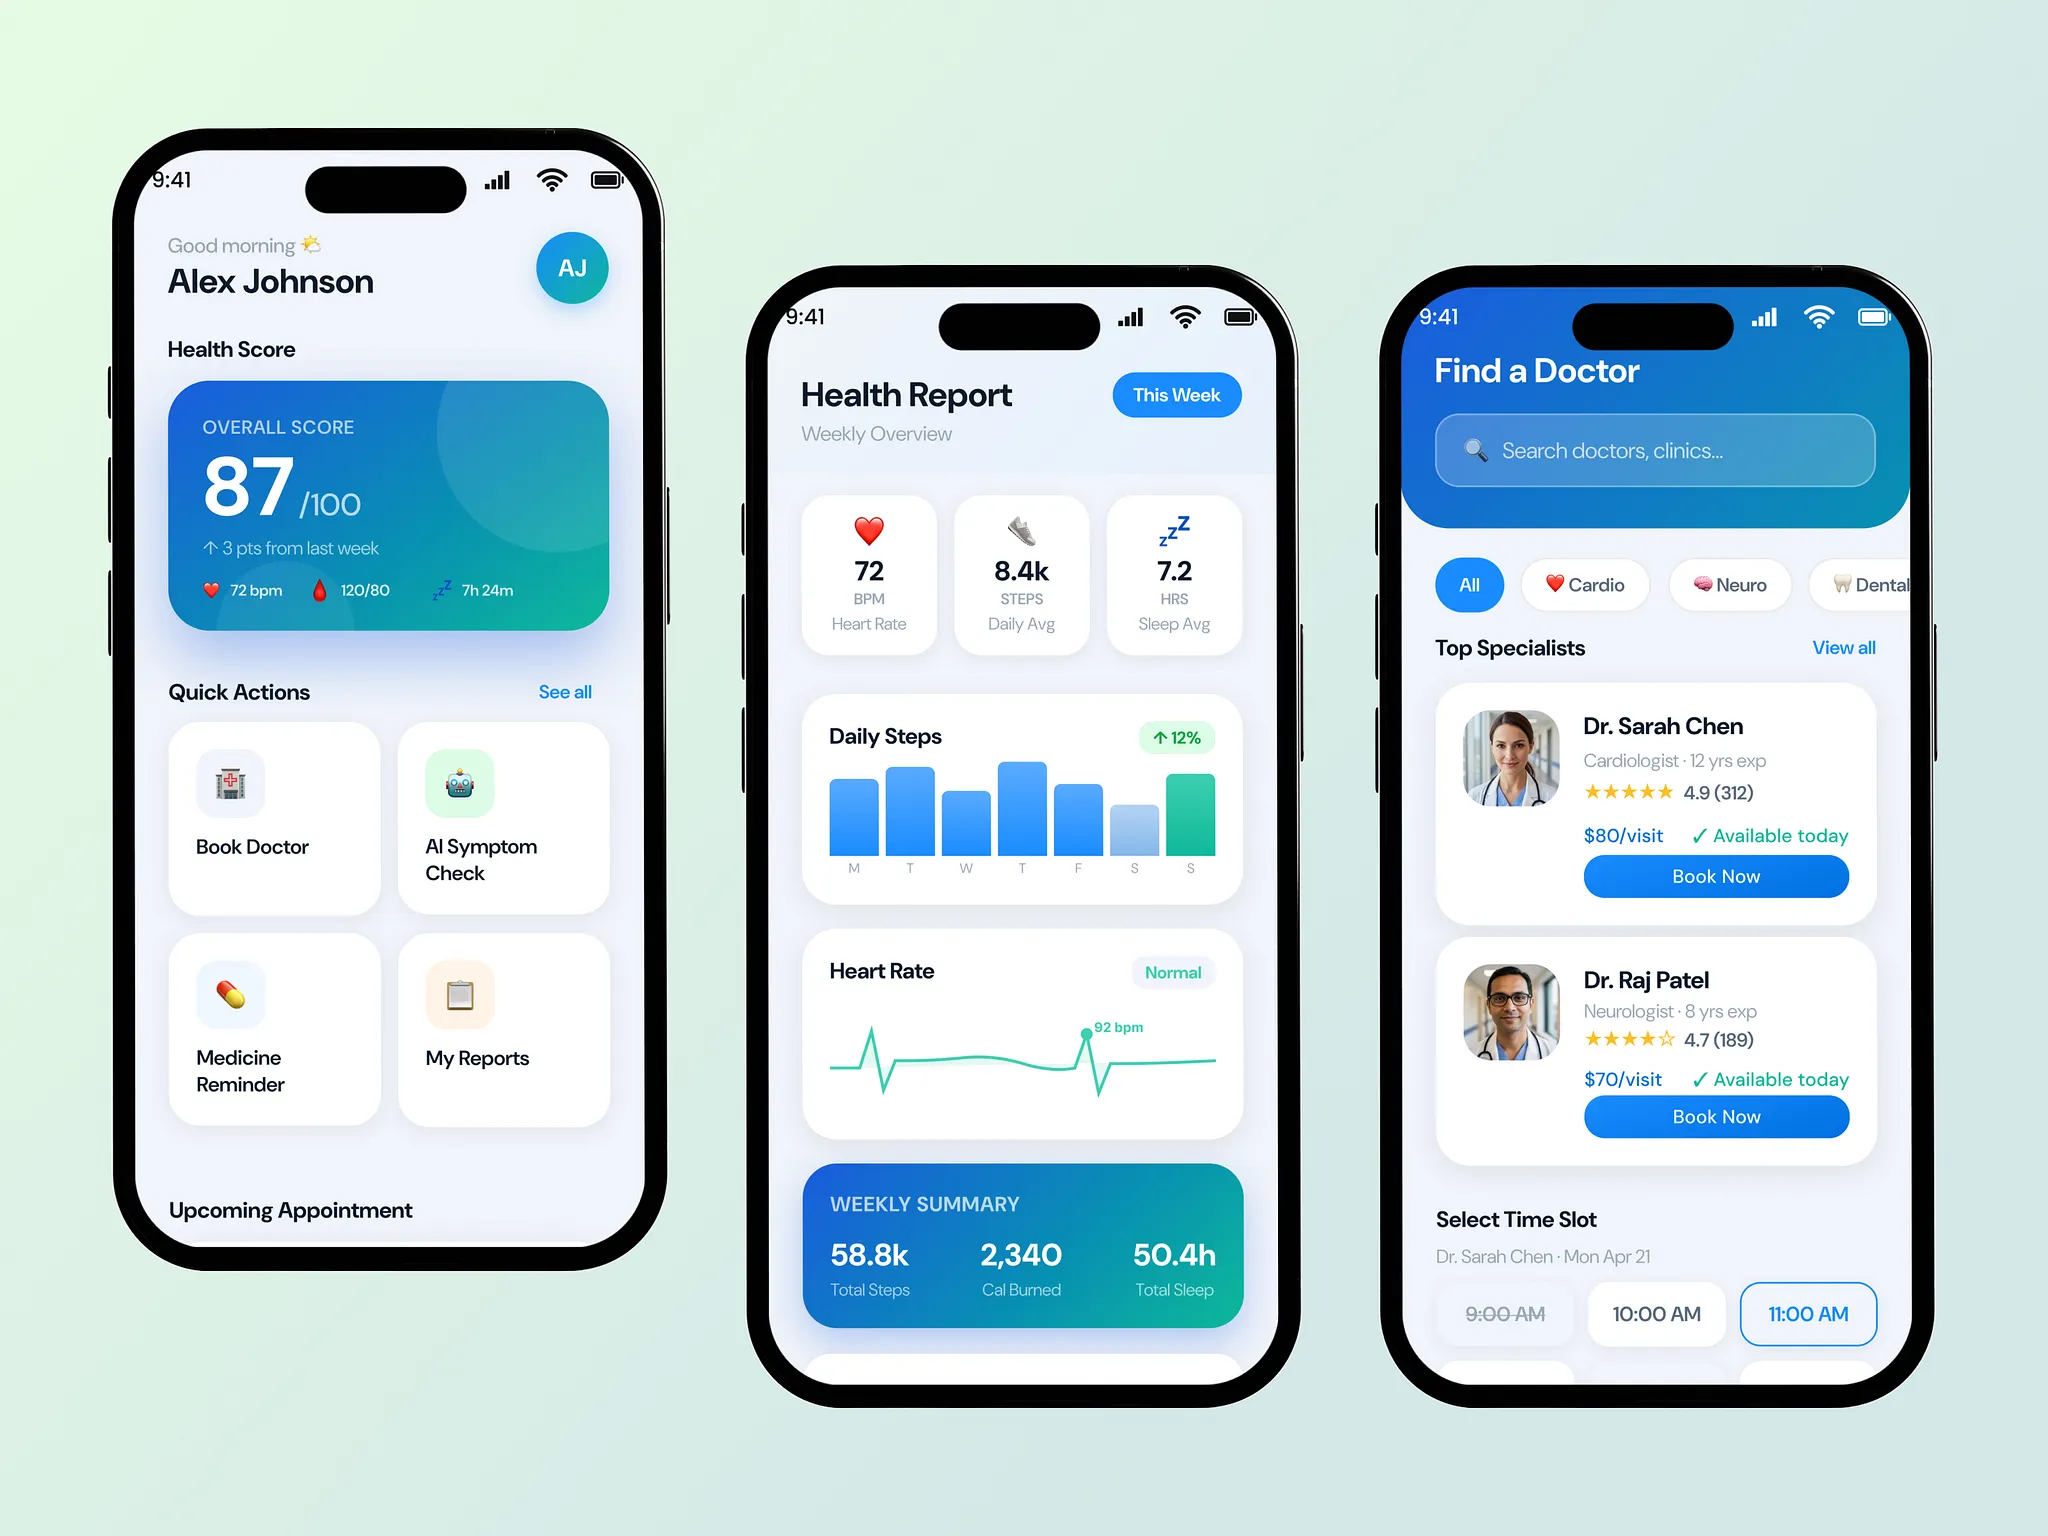 9:41
Good morning
Alex Johnson
AJ
Health Score
OVERALL SCORE
87 /100
↑ 3 pts from last week
72 bpm 120/80 zzZ 7h 24m
Quick Actions See all
Book Doctor
AI Symptom
Check
Medicine
Reminder
My Reports
Upcoming Appointment
9:41
Health Report
This Week
Weekly Overview
72
BPM
Heart Rate
8.4k
STEPS
Daily Avg
zzZ
7.2
HRS
Sleep Avg
Daily Steps ↑ 12%
M T W T F S S
Heart Rate Normal
92 bpm
WEEKLY SUMMARY
58.8k 2,340 50.4h
Total Steps Cal Burned Total Sleep
9:41
Find a Doctor
Search doctors, clinics...
All Cardio Neuro Dental
Top Specialists View all
Dr. Sarah Chen
Cardiologist · 12 yrs exp
★★★★★ 4.9 (312)
$80/visit ✓ Available today
Book Now
Dr. Raj Patel
Neurologist · 8 yrs exp
★★★★☆ 4.7 (189)
$70/visit ✓ Available today
Book Now
Select Time Slot
Dr. Sarah Chen · Mon Apr 21
9:00 AM 10:00 AM 11:00 AM